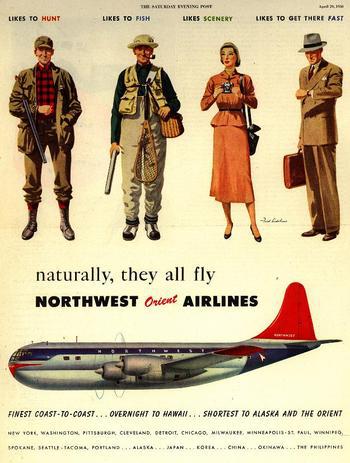 THE SATURDAY EVENING POST
April 29, 1950
LIKES TO HUNT
LIKES TO FISH
LIKES SCENERY
LIKES TO GET THERE FAST
naturally, they all fly
NORTHWEST Orient AIRLINES
NORTHWEST
NORTHWEST
FINEST COAST-TO-COAST . . . OVERNIGHT TO HAWAII . . . SHORTEST TO ALASKA AND THE ORIENT
NEW YORK, WASHINGTON, PITTSBURGH, CLEVELAND, DETROIT, CHICAGO, MILWAUKEE, MINNEAPOLIS-ST. PAUL, WINNIPEG,
SPOKANE, SEATTLE-TACOMA, PORTLAND . . . ALASKA . . . JAPAN . . . KOREA . . . CHINA . . . OKINAWA . . . THE PHILIPPINES